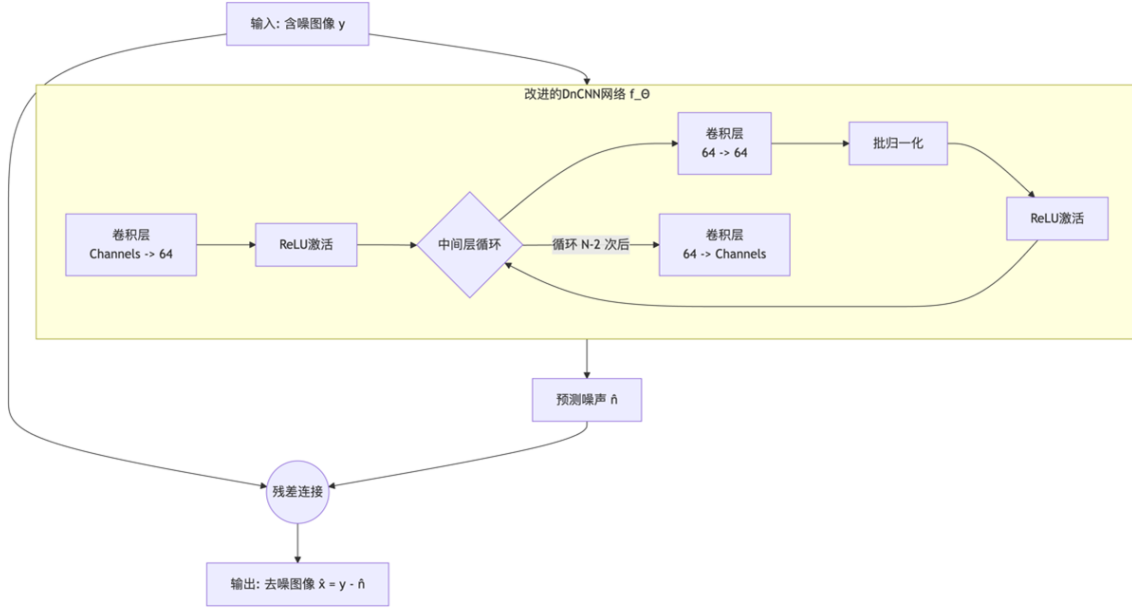 输入: 含噪图像 y
改进的DnCNN网络 f_Θ
卷积层
64 -> 64
批归一化
ReLU激活
卷积层
Channels -> 64
ReLU激活
中间层循环
循环 N-2 次后
卷积层
64 -> Channels
预测噪声 n̂
残差连接
输出: 去噪图像 x̂ = y - n̂